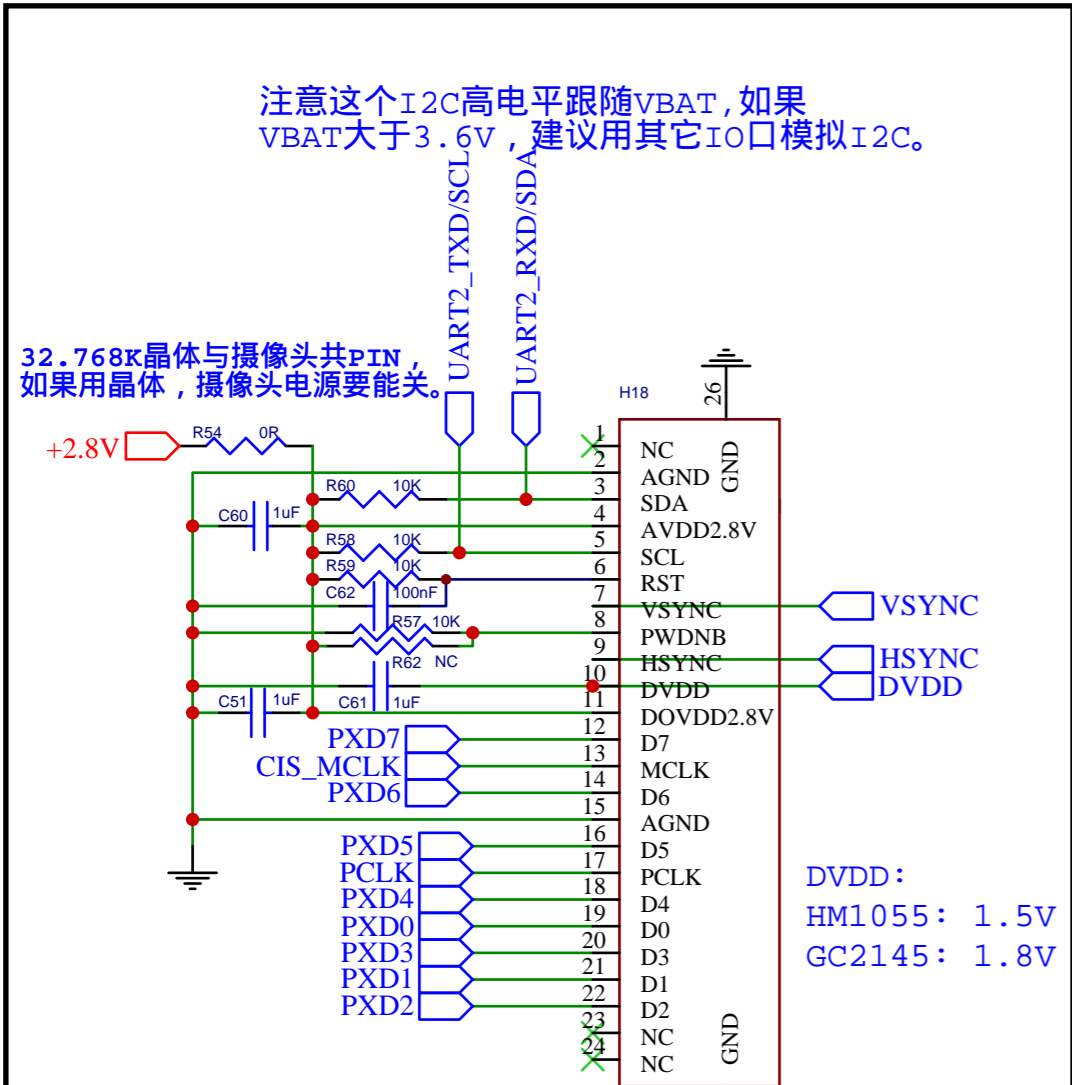 注意这个I2C高电平跟随VBAT,如果
VBAT大于3.6V，建议用其它IO口模拟I2C。
UART2_TXD/SCL
UART2_RXD/SDA
32.768K晶体与摄像头共PIN，
如果用晶体，摄像头电源要能关。
+2.8V
R54 0R
H18
26
GND
1 NC
2 AGND
R60 10K
3 SDA
C60 1uF
4 AVDD2.8V
R58 10K
5 SCL
R59 10K
6 RST
C62 100nF
7 VSYNC
VSYNC
R57 10K
8 PWDNB
R62 NC
9 HSYNC
HSYNC
C61 1uF
10 DVDD
DVDD
C51 1uF
11 DOVDD2.8V
PXD7 12 D7
CIS_MCLK 13 MCLK
PXD6 14 D6
15 AGND
PXD5 16 D5
PCLK 17 PCLK
PXD4 18 D4
PXD0 19 D0
PXD3 20 D3
PXD1 21 D1
PXD2 22 D2
23 NC
24 NC
GND
DVDD:
HM1055: 1.5V
GC2145: 1.8V